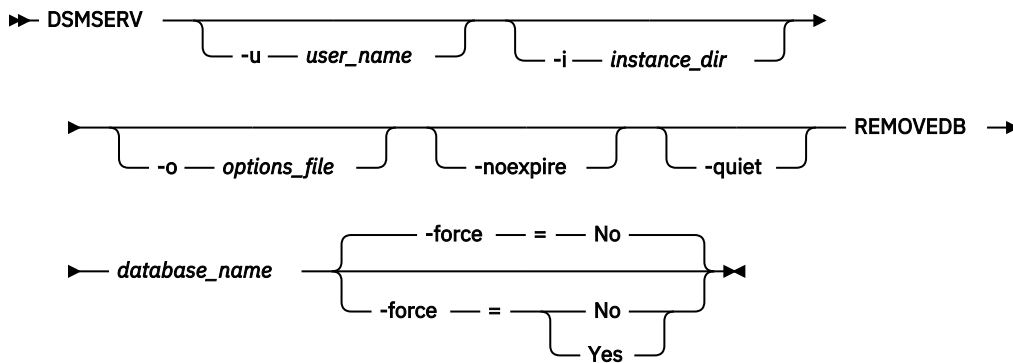 DSMSERV
-u user_name -i instance_dir
-o options_file -noexpire -quiet REMOVEDB
-force = No
database_name
-force = No
Yes